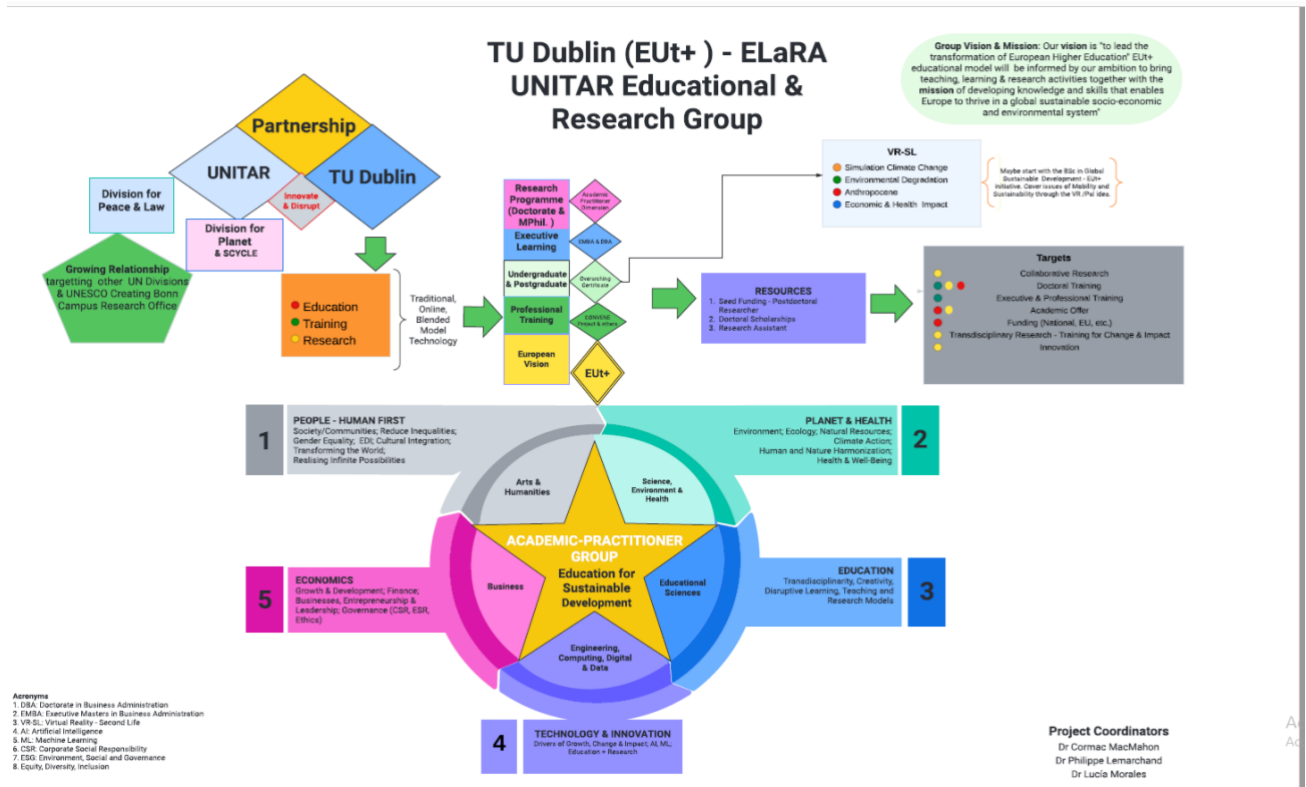 TU Dublin (EUt+ ) - ELaRA
UNITAR Educational &
Research Group
Group Vision & Mission: Our vision is "to lead the
transformation of European Higher Education" EUt+
educational model will be informed by our ambition to bring
teaching, learning & research activities together with the
mission of developing knowledge and skills that enables
Europe to thrive in a global sustainable socio-economic
and environmental system"
Partnership
UNITAR
TU Dublin
Innovate
& Disrupt
Division for
Peace & Law
Division for
Planet
& SCYCLE
Growing Relationship
targetting other UN Divisions
& UNESCO Creating Bonn
Campus Research Office
Education
Training
Research
Traditional,
Online,
Blended
Model
Technology
Research
Programme
(Doctorate &
MPhil. )
Academic
Practitioner
Dimension
Executive
Learning
EMBA & DBA
Undergraduate
& Postgraduate
Overarching
Certificate
Professional
Training
CONVENE
Project & others
European
Vision
EUt+
VR-SL
Simulation Climate Change
Environmental Degradation
Anthropocene
Economic & Health Impact
Maybe start with the BSc in Global
Sustainable Development - EUt+
initiative. Cover issues of Mobility and
Sustainability through the VR /Pal idea.
RESOURCES
1. Seed Funding - Postdoctoral
Researcher
2. Doctoral Scholarships
3. Research Assistant
Targets
Collaborative Research
Doctoral Training
Executive & Professional Training
Academic Offer
Funding (National, EU, etc.)
Transdisciplinary Research - Training for Change & Impact
Innovation
1
PEOPLE - HUMAN FIRST
Society/Communities; Reduce Inequalities;
Gender Equality; EDI; Cultural Integration;
Transforming the World;
Realising Infinite Possibilities
PLANET & HEALTH
Environment; Ecology; Natural Resources;
Climate Action;
Human and Nature Harmonization;
Health & Well-Being
2
Arts &
Humanities
Science,
Environment &
Health
ACADEMIC-PRACTITIONER
GROUP
Education for
Sustainable
Development
Business
Educational
Sciences
Engineering,
Computing, Digital
& Data
5
ECONOMICS
Growth & Development; Finance,
Businesses, Entrepreneurship &
Leadership; Governance (CSR, ESR,
Ethics)
EDUCATION
Transdisciplinarity, Creativity,
Disruptive Learning, Teaching and
Research Models
3
4
TECHNOLOGY & INNOVATION
Drivers of Growth, Change & Impact; AI, ML;
Education + Research
Acronyms
1. DBA: Doctorate in Business Administration
2. EMBA: Executive Masters in Business Administration
3. VR-SL: Virtual Reality - Second Life
4. AI: Artificial Intelligence
5. ML: Machine Learning
6. CSR: Corporate Social Responsibility
7. ESG: Environment, Social and Governance
8. Equity, Diversity, Inclusion
Project Coordinators
Dr Cormac MacMahon
Dr Philippe Lemarchand
Dr Lucía Morales